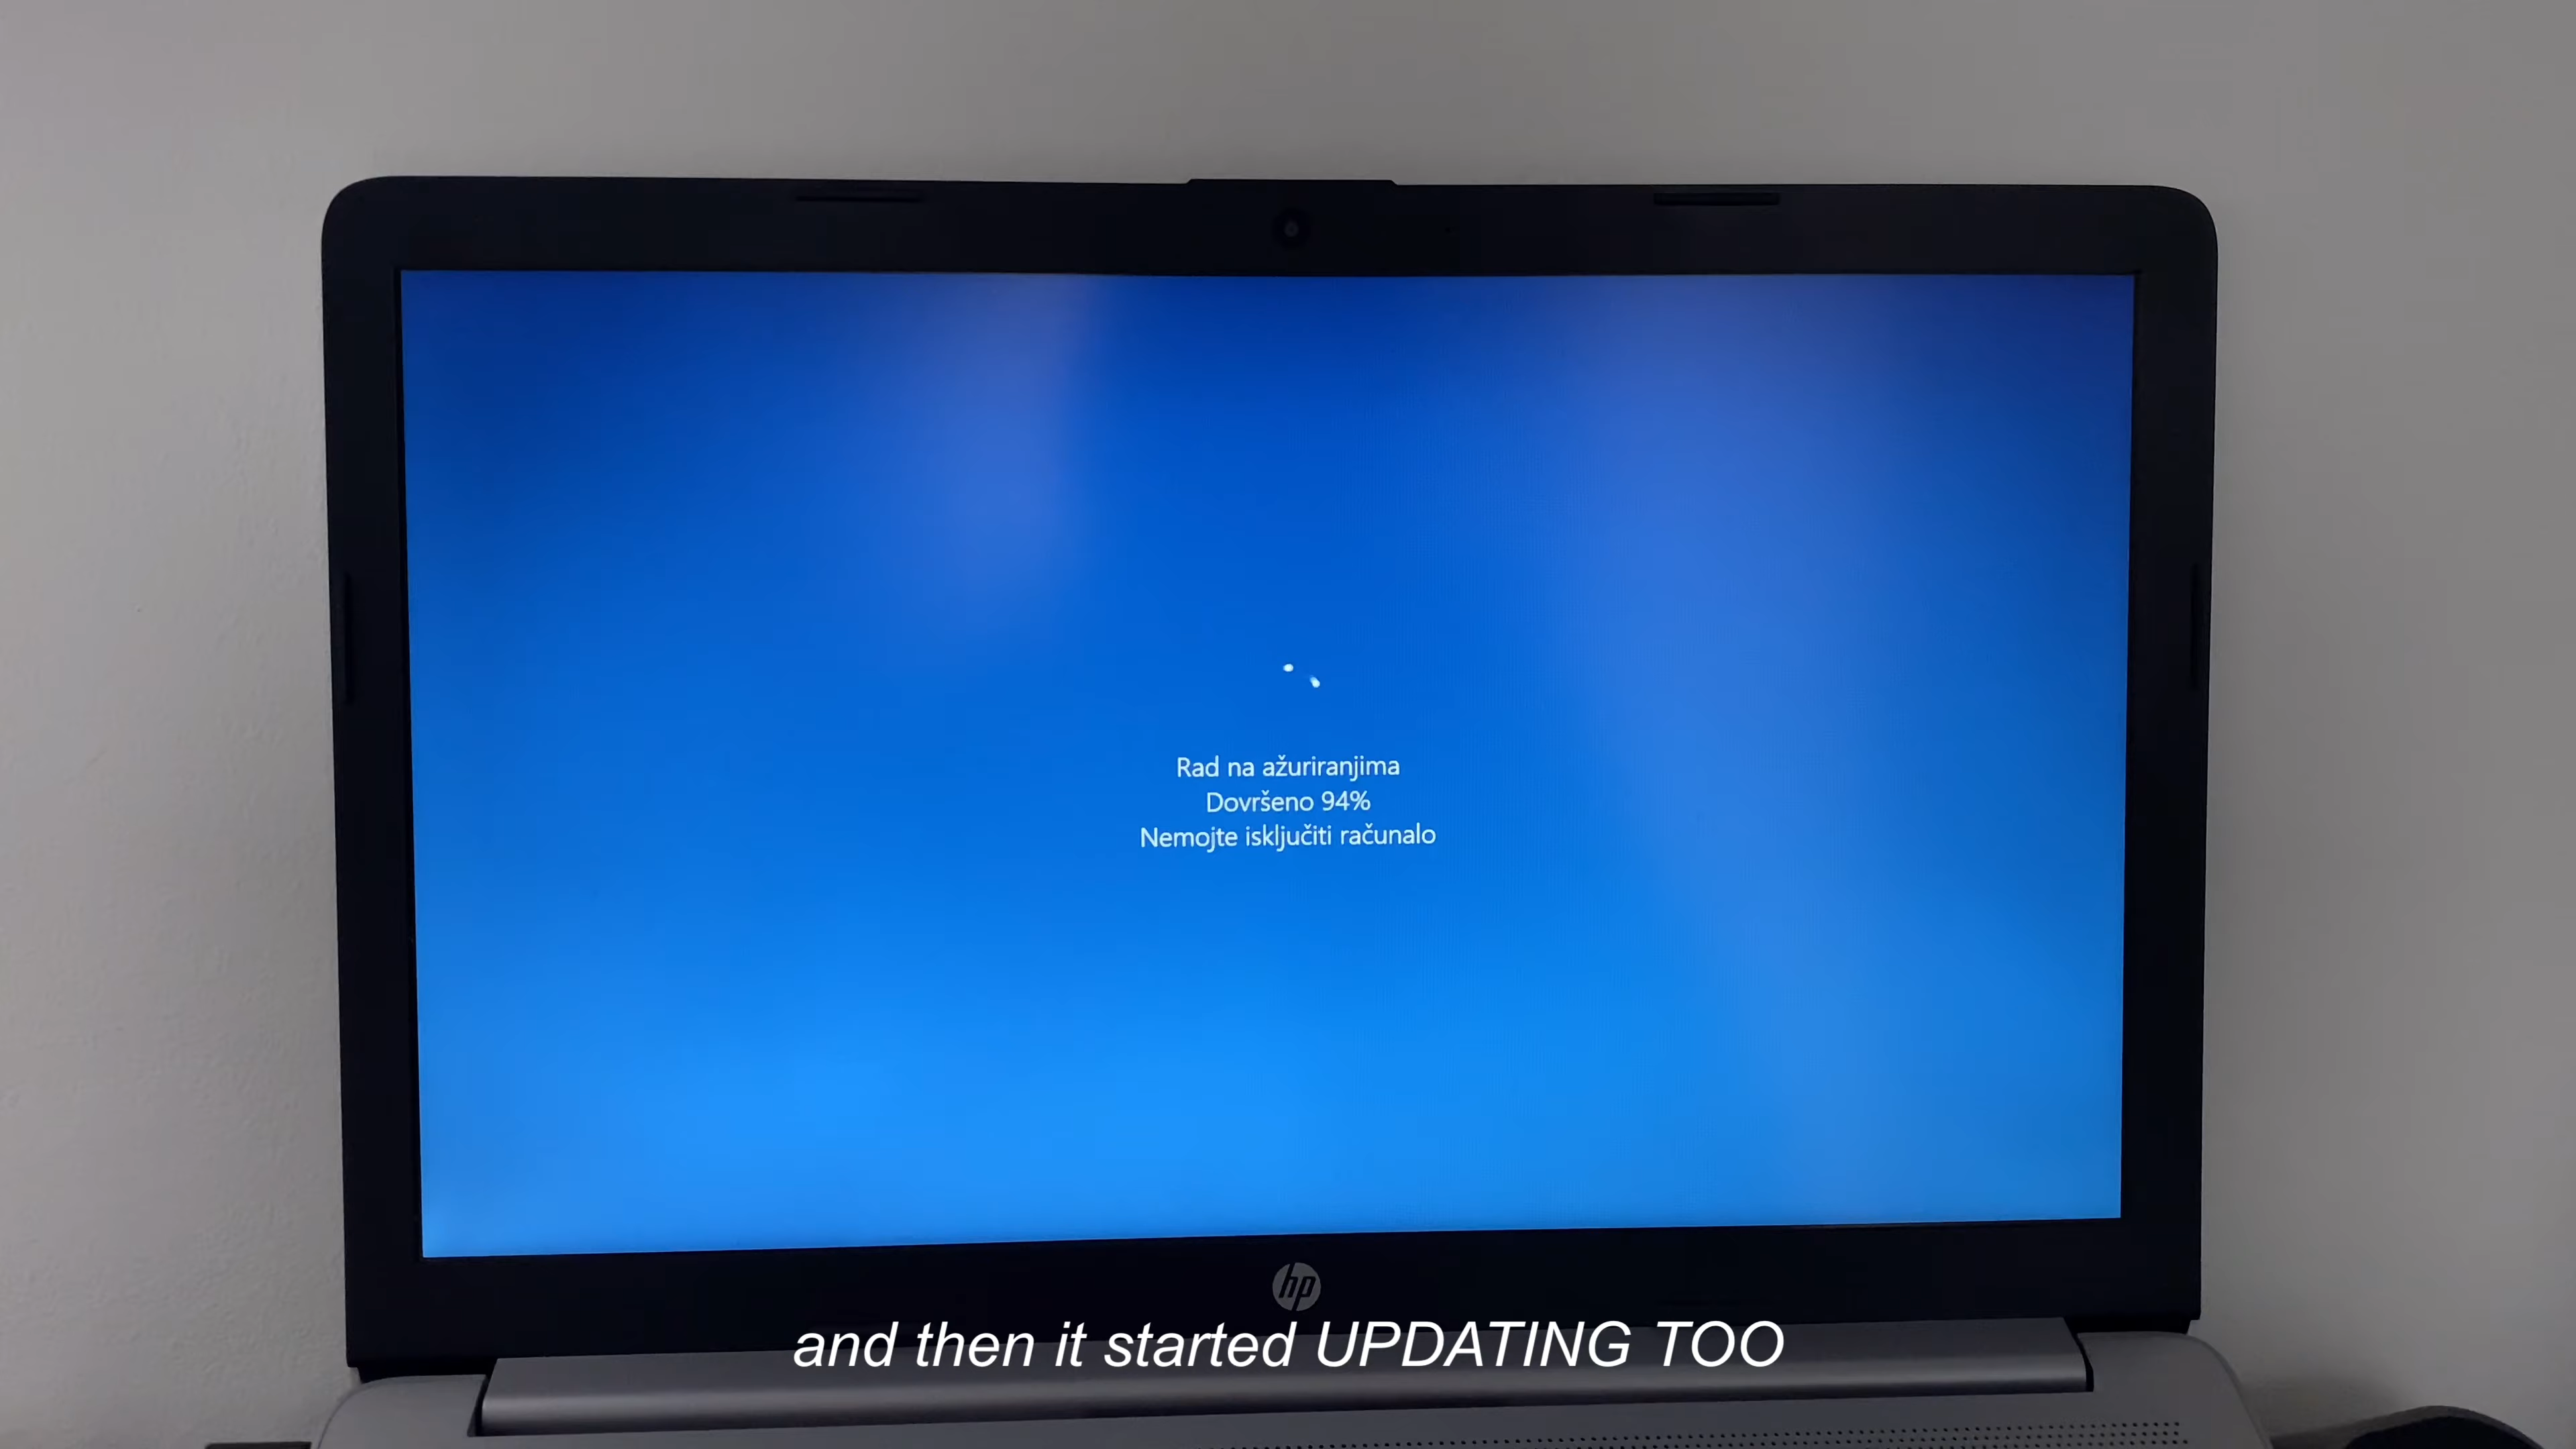 Rad na ažuriranjima
Dovršeno 94%
Nemojte isključiti računalo
hp
and then it started UPDATING TOO